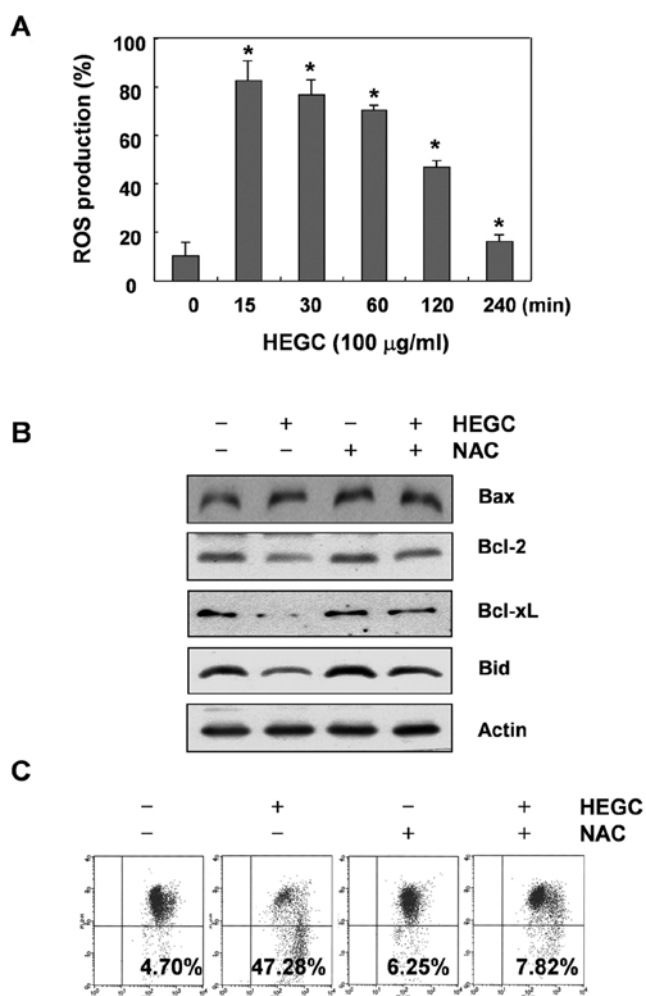 A
ROS production (%)
100
80
60
40
20
0
* * * * *
0 15 30 60 120 240 (min)
HEGC (100 μg/ml)
B
– + – + HEGC
– – + + NAC
Bax
Bcl-2
Bcl-xL
Bid
Actin
C
– + – + HEGC
– – + + NAC
4.70% 47.28% 6.25% 7.82%